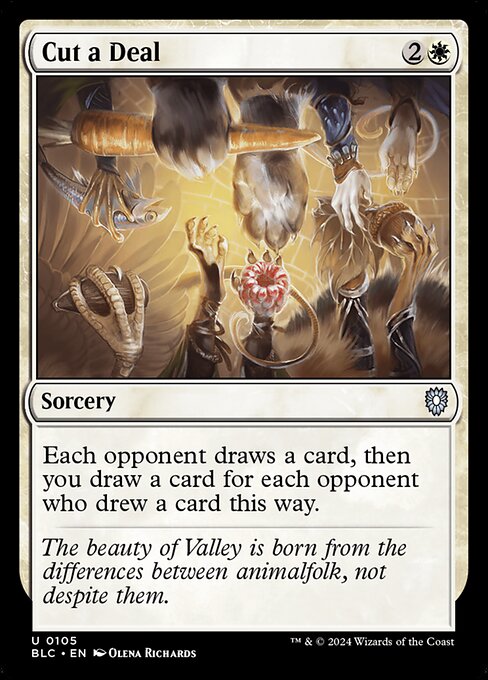 Cut a Deal 2
Sorcery
Each opponent draws a card, then
you draw a card for each opponent
who drew a card this way.
The beauty of Valley is born from the
differences between animalfolk, not
despite them.
U 0105
BLC • EN Olena Richards
™ & © 2024 Wizards of the Coast